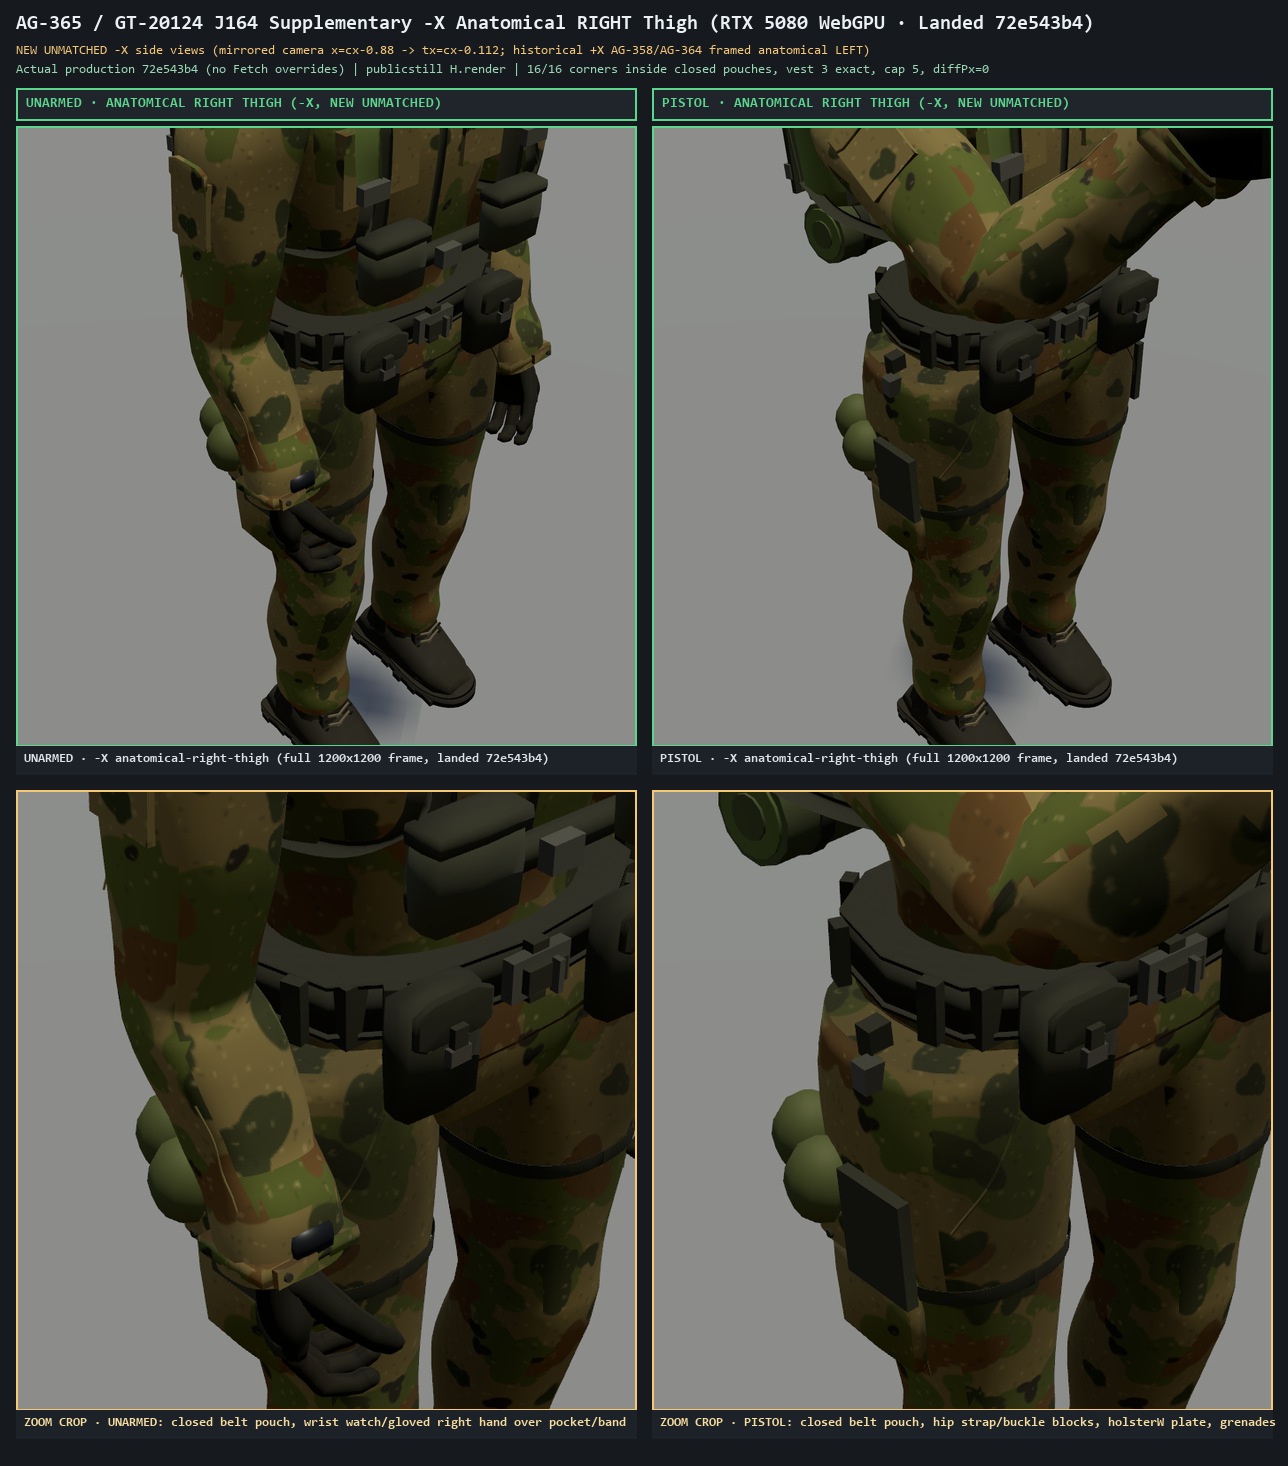 AG-365 / GT-20124 J164 Supplementary -X Anatomical RIGHT Thigh (RTX 5080 WebGPU · Landed 72e543b4)
NEW UNMATCHED -X side views (mirrored camera x=cx-0.88 -> tx=cx-0.112; historical +X AG-358/AG-364 framed anatomical LEFT)
Actual production 72e543b4 (no Fetch overrides) | publicstill H.render | 16/16 corners inside closed pouches, vest 3 exact, cap 5, diffPx=0
UNARMED · ANATOMICAL RIGHT THIGH (-X, NEW UNMATCHED)
PISTOL · ANATOMICAL RIGHT THIGH (-X, NEW UNMATCHED)
UNARMED · -X anatomical-right-thigh (full 1200x1200 frame, landed 72e543b4)
PISTOL · -X anatomical-right-thigh (full 1200x1200 frame, landed 72e543b4)
ZOOM CROP · UNARMED: closed belt pouch, wrist watch/gloved right hand over pocket/band
ZOOM CROP · PISTOL: closed belt pouch, hip strap/buckle blocks, holsterW plate, grenades